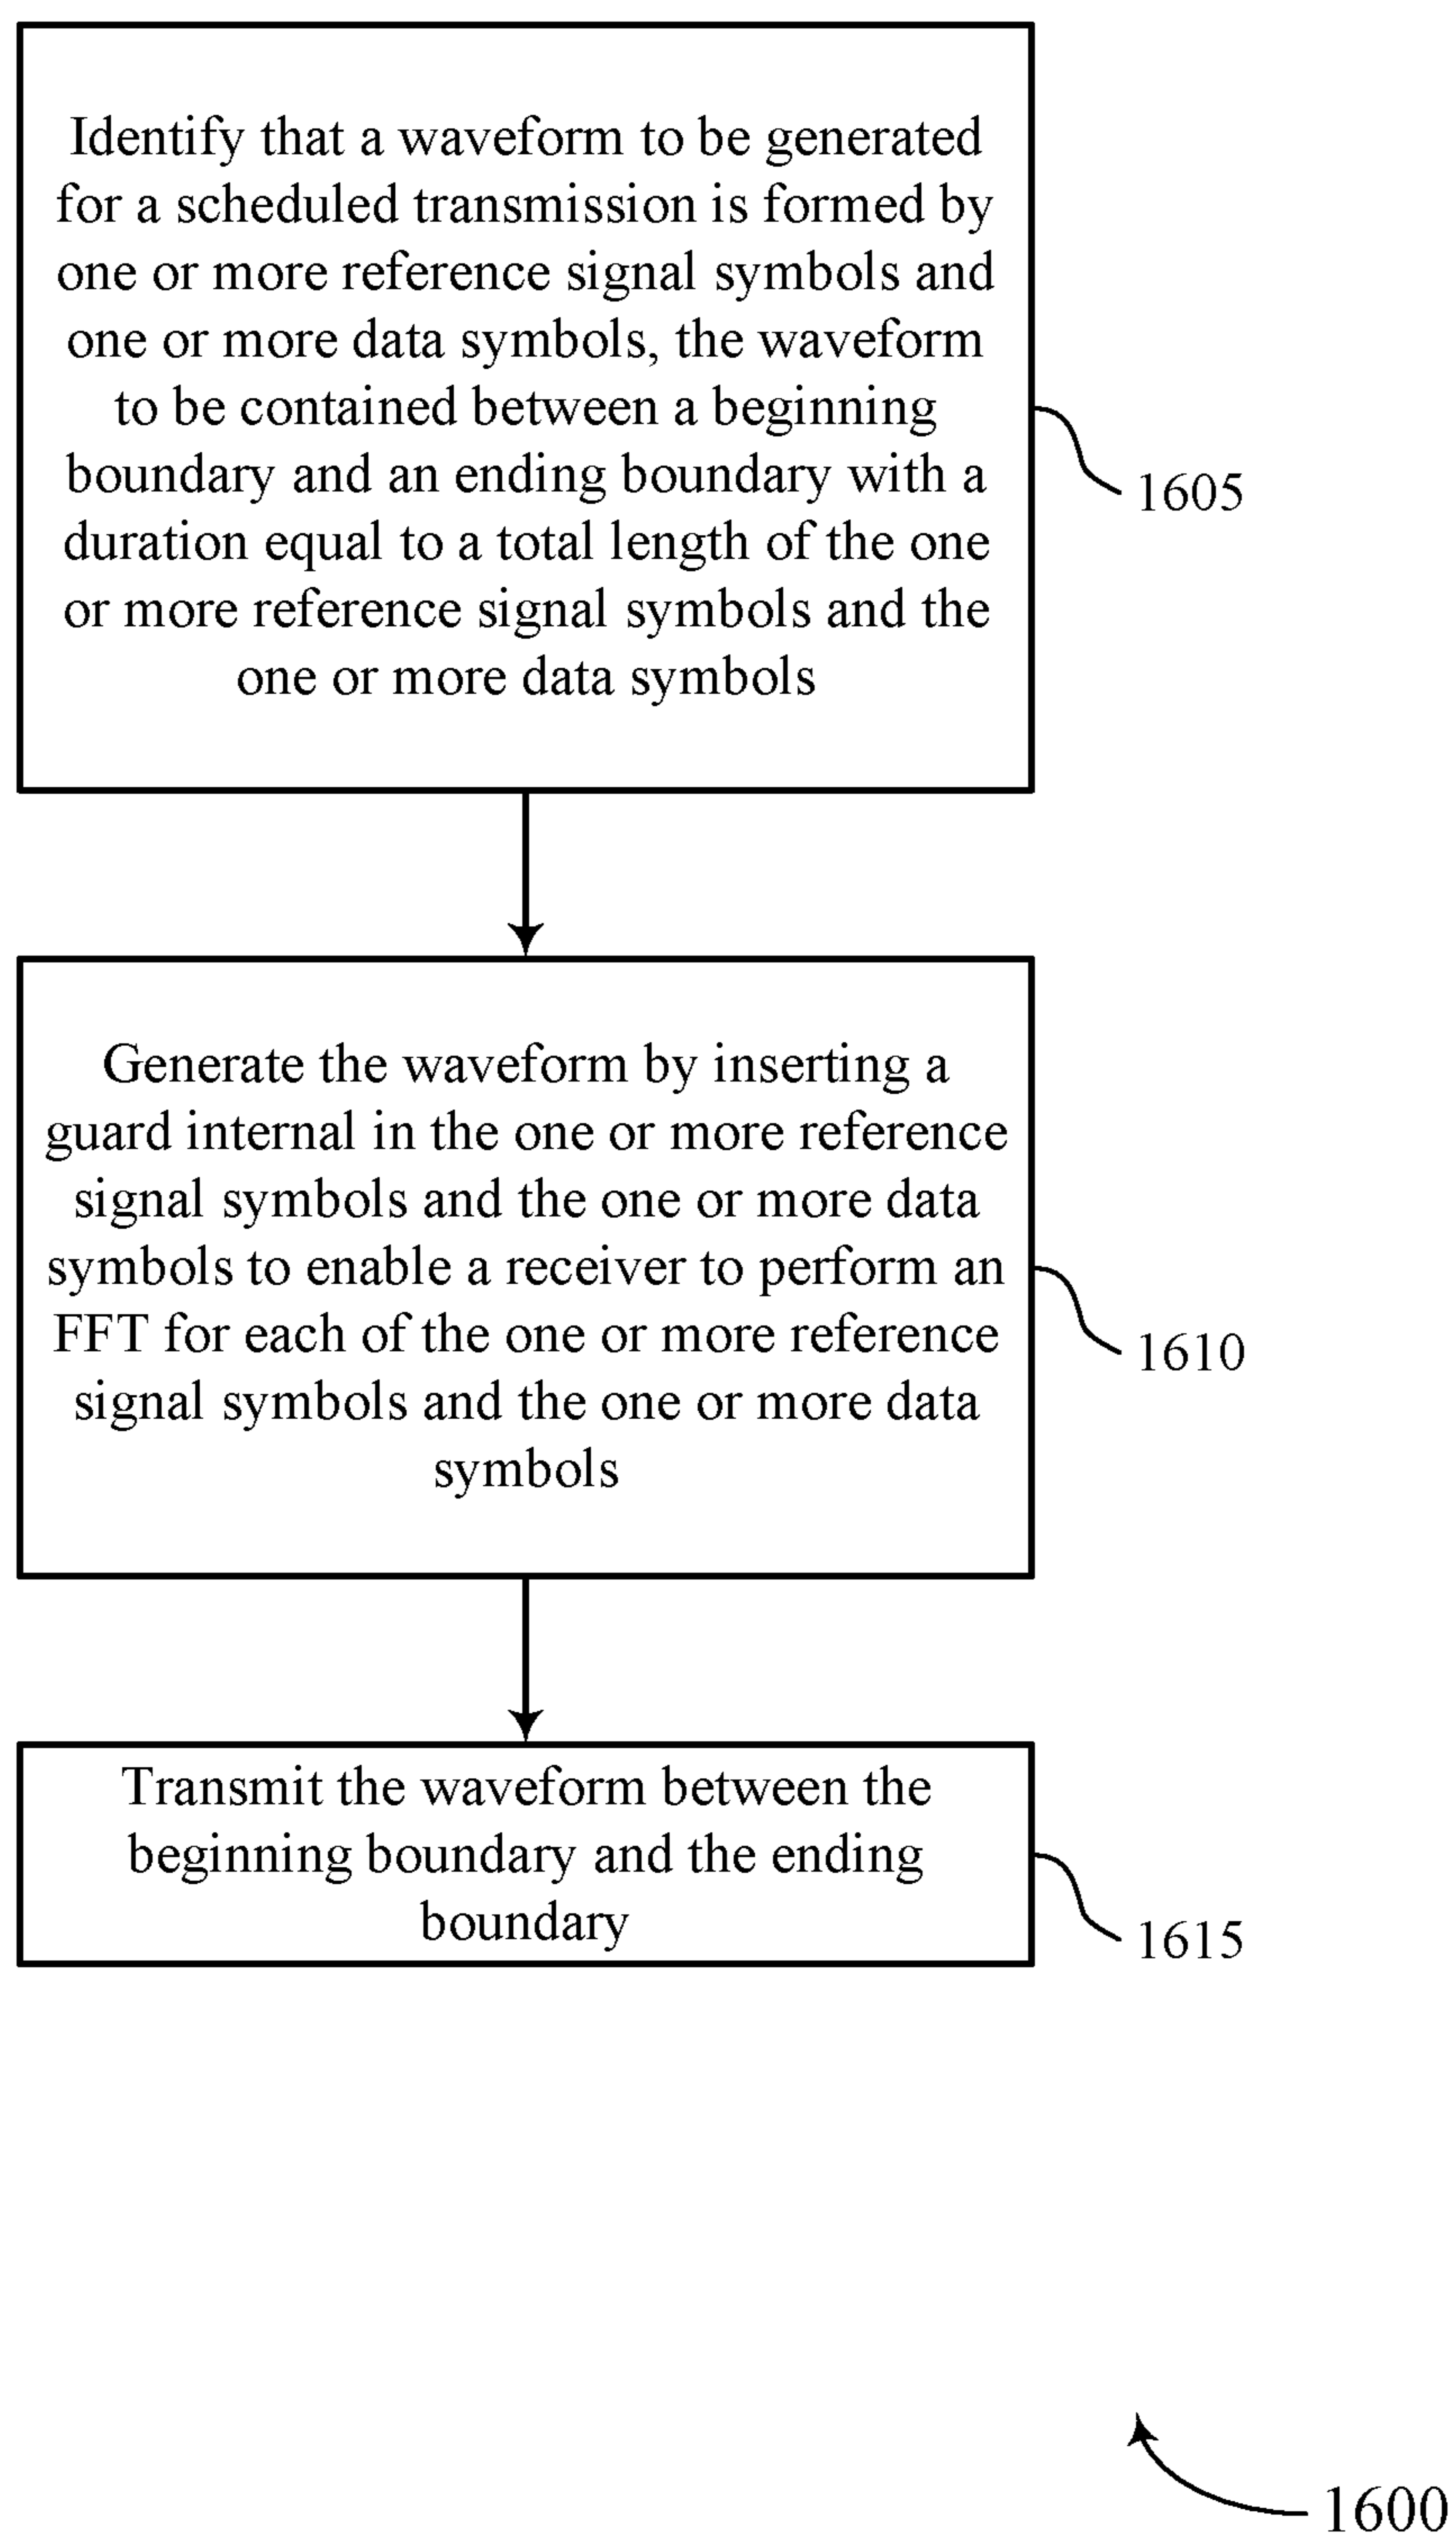 Identify that a waveform to be generated
for a scheduled transmission is formed by
one or more reference signal symbols and
one or more data symbols, the waveform
to be contained between a beginning
boundary and an ending boundary with a
duration equal to a total length of the one
or more reference signal symbols and the
one or more data symbols
1605
Generate the waveform by inserting a
guard internal in the one or more reference
signal symbols and the one or more data
symbols to enable a receiver to perform an
FFT for each of the one or more reference
signal symbols and the one or more data
symbols
1610
Transmit the waveform between the
beginning boundary and the ending
boundary
1615
1600